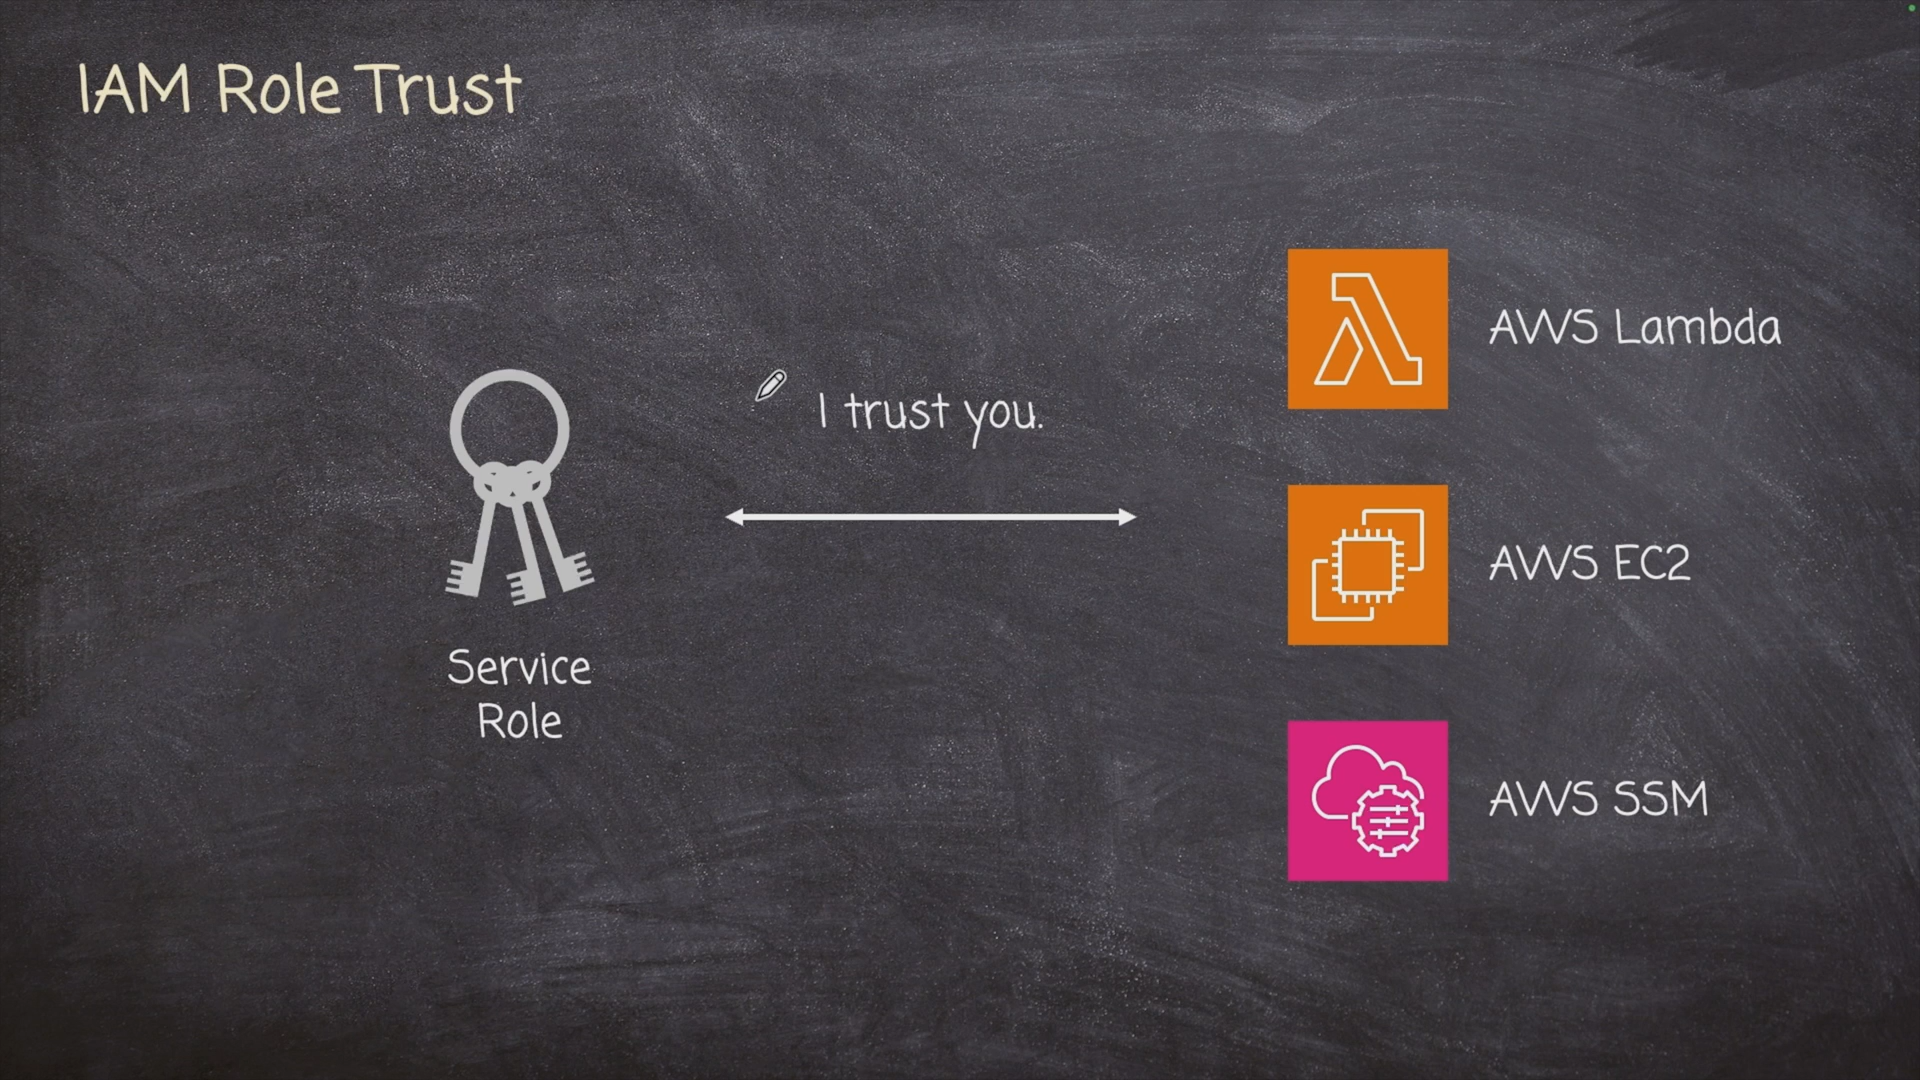 IAM Role Trust
AWS Lambda
I trust you.
AWS EC2
Service
Role
AWS SSM